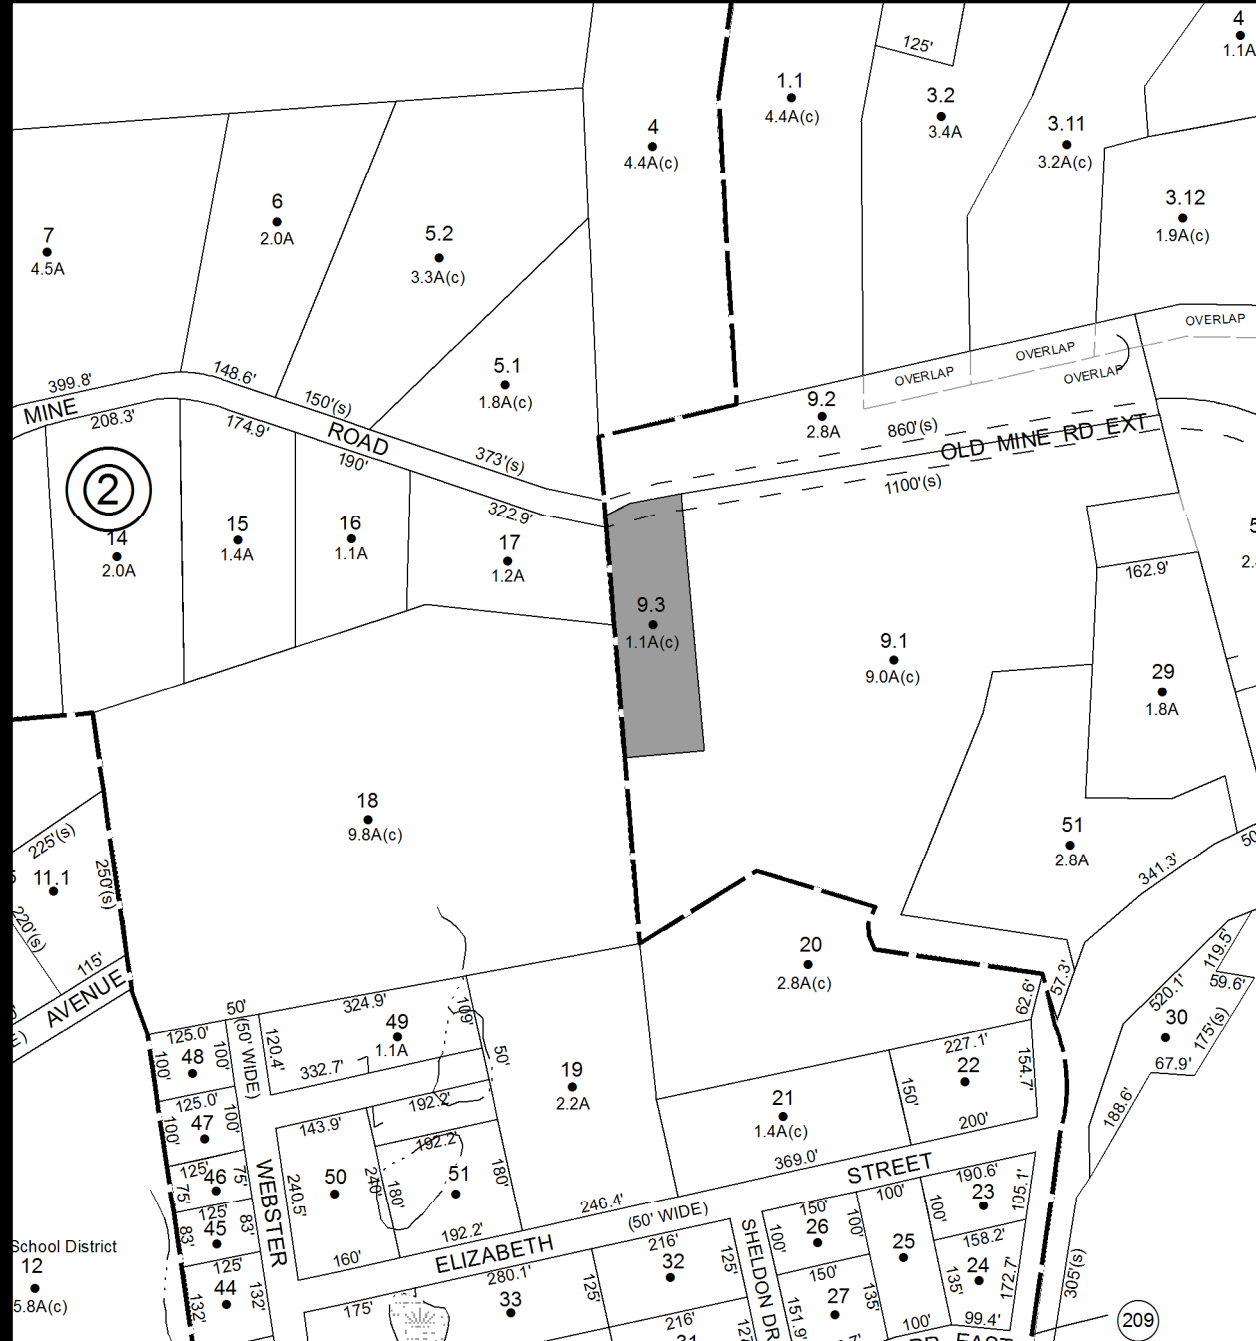 4
1.1A
125'
1.1
4.4A(c)
3.2
3.4A
3.11
3.2A(c)
4
4.4A(c)
3.12
1.9A(c)
6
2.0A
5.2
3.3A(c)
7
4.5A
OVERLAP
OVERLAP
OVERLAP
OVERLAP
5.1
1.8A(c)
9.2
2.8A
860'(s)
OLD MINE RD EXT
1100'(s)
399.8'
148.6'
150'(s)
373'(s)
MINE
ROAD
208.3'
174.9'
190'
322.9'
2
14
2.0A
15
1.4A
16
1.1A
17
1.2A
162.9'
9.3
1.1A(c)
9.1
9.0A(c)
29
1.8A
18
9.8A(c)
51
2.8A
341.3'
225'(s)
11.1
250'(s)
220'(s)
115'
AVENUE
20
2.8A(c)
62.6'
57.3'
119.5'
59.6'
520.1'
175'(s)
30
67.9'
188.6'
50'
324.9'
109'
49
1.1A
(50' WIDE)
120.4'
332.7'
50'
125.0'
48
100'
100'
125.0'
47
100'
100'
125'
46
75'
75'
125'
45
83'
83'
125'
44
132'
132'
19
2.2A
227.1'
22
154.7'
150'
200'
21
1.4A(c)
369.0'
192.2'
143.9'
192.2'
50
240.5'
240'
180'
51
180'
160'
192.2'
246.4'
WEBSTER
ELIZABETH
(50' WIDE)
STREET
School District
12
5.8A(c)
175'
280.1'
33
125'
216'
32
125'
216'
31
SHELDON DR
150'
26
100'
100'
150'
27
151.9'
135'
100'
25
100'
100'
190.6'
23
105.1'
158.2'
24
135'
172.7'
99.4'
305'(s)
209